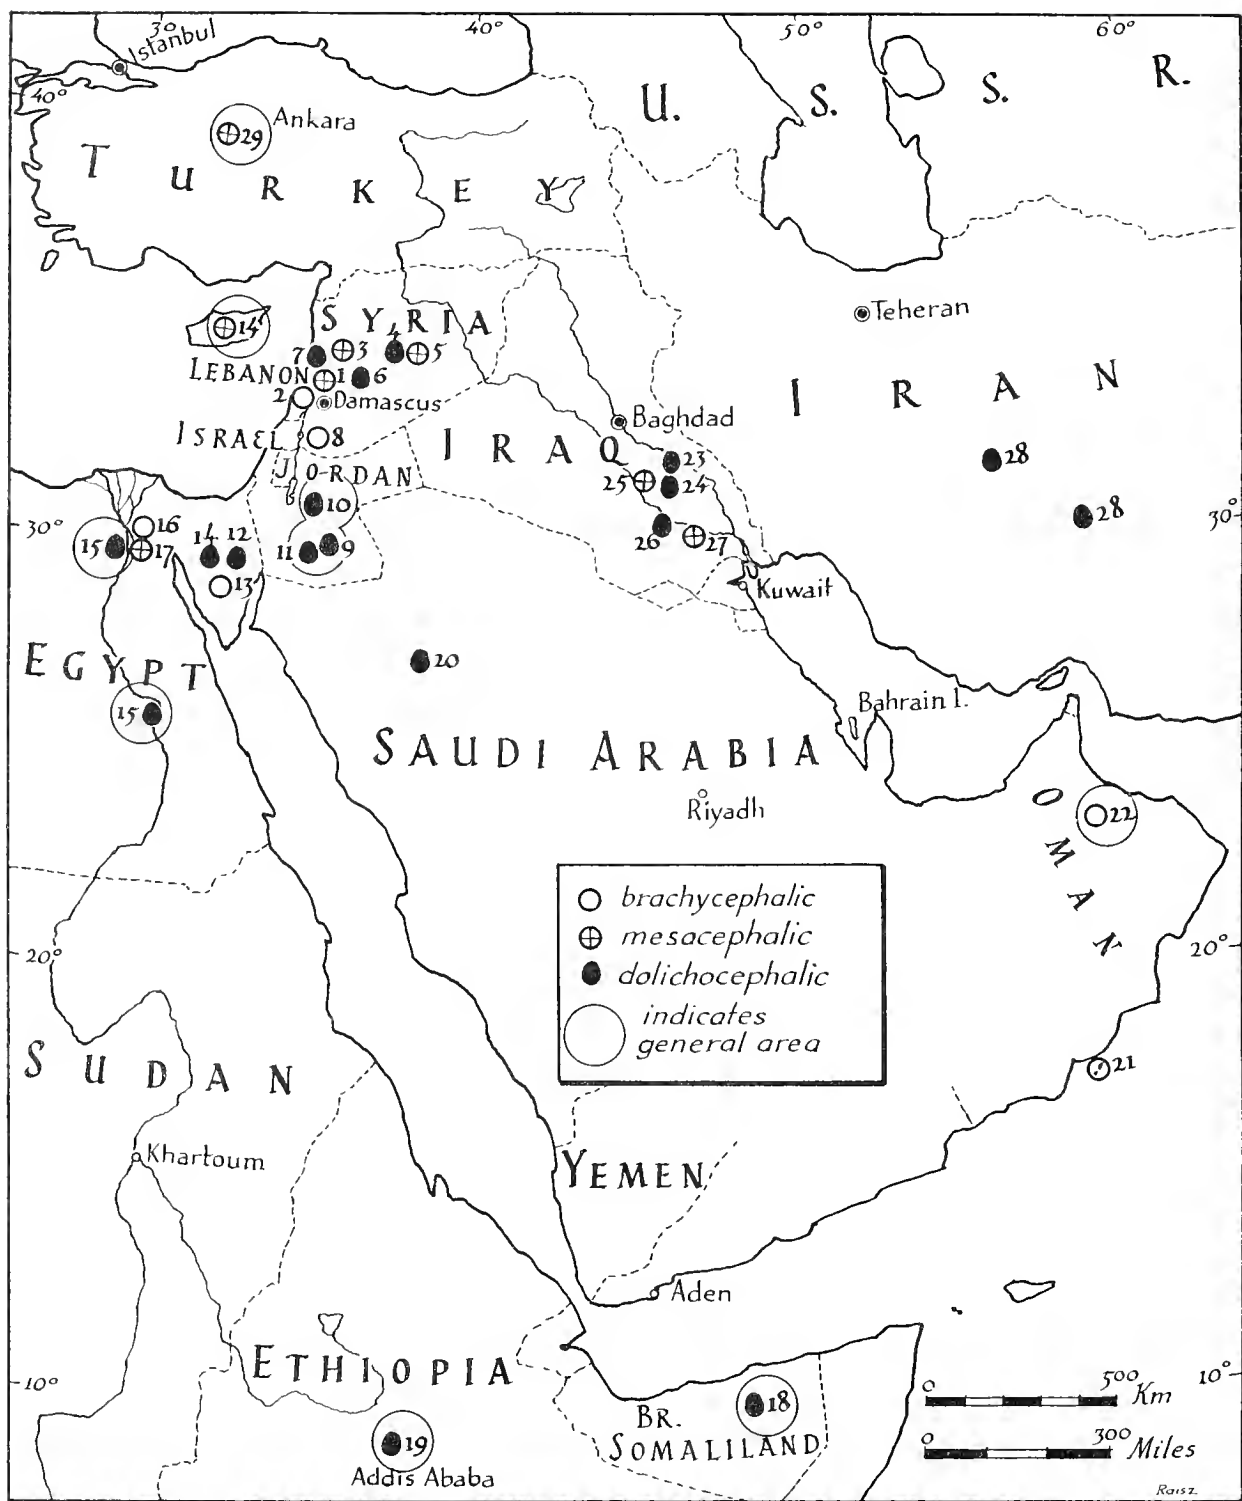 30° 40° 50° 60°
Istanbul
40°
U. S. S. R.
29 Ankara
TURKEY
Teheran
14
SYRIA
7 3 4 5
LEBANON 1 6
2 Damascus
IRAN
ISRAEL 8
Baghdad
IRAQ
JORDAN
23
25 24
28
10
30° 30°
16
15 17
14 12
11 9
26 27
28
13
Kuwait
EGYPT
20
15
Bahrain I.
SAUDI ARABIA
Riyadh
OMAN
22
brachycephalic
mesacephalic
dolichocephalic
indicates
general area
20° 20°
21
SUDAN
Khartoum
YEMEN
Aden
ETHIOPIA
10° 10°
18
BR.
SOMALILAND
19
Addis Ababa
0 500 Km
0 300 Miles
Raisz